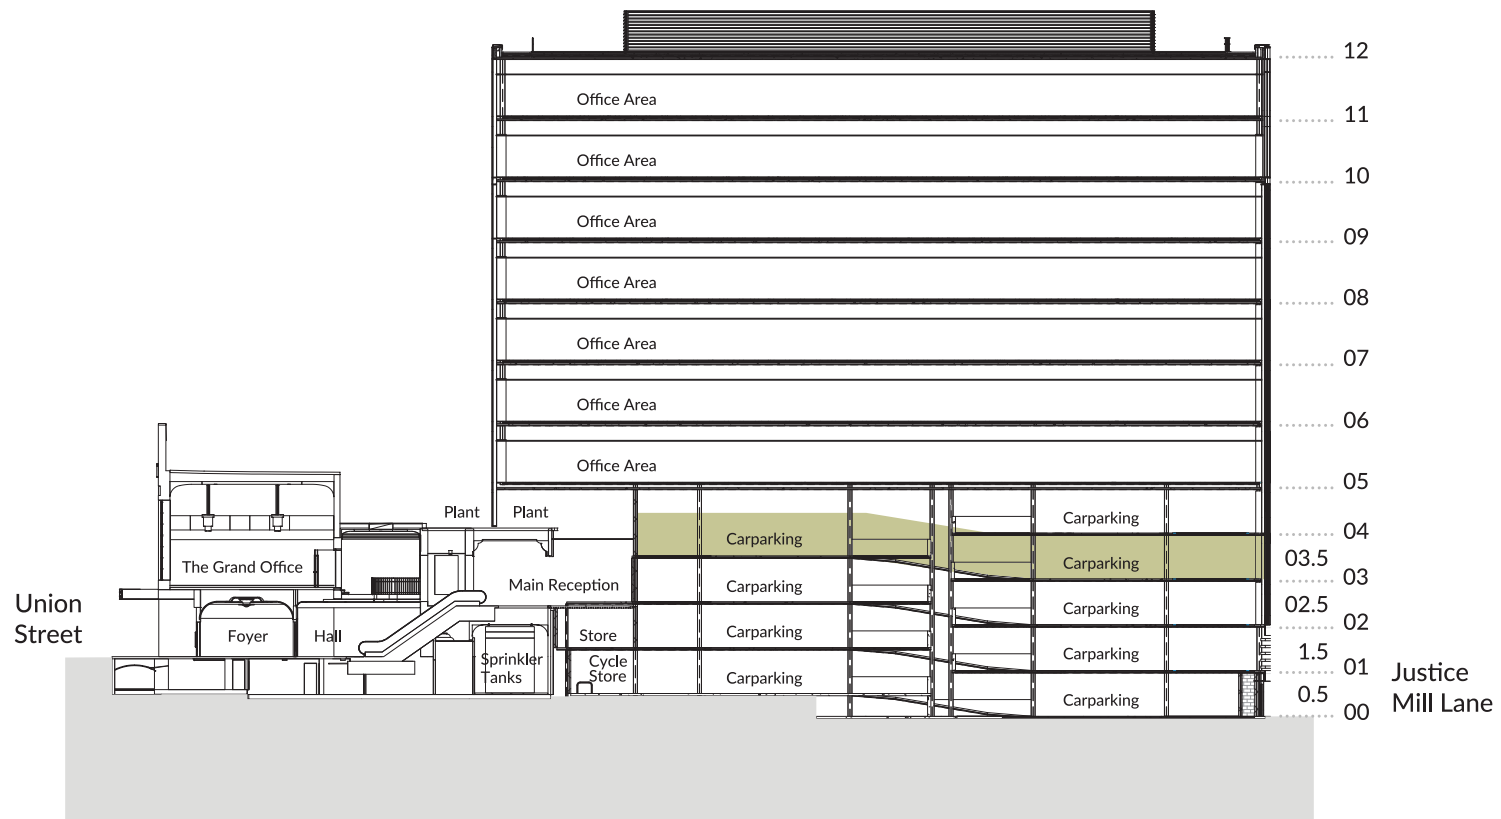 12
Office Area
11
Office Area
10
Office Area
09
Office Area
08
Office Area
07
Office Area
06
Office Area
05
Plant
Plant
Carparking
04
Carparking
03.5
The Grand Office
Carparking
03
Main Reception
Carparking
02.5
Union
Street
Carparking
02
Foyer
Hall
Store
Carparking
1.5
Sprinkler
Tanks
Cycle
Store
Carparking
01
Carparking
0.5
Carparking
00
Justice
Mill Lane